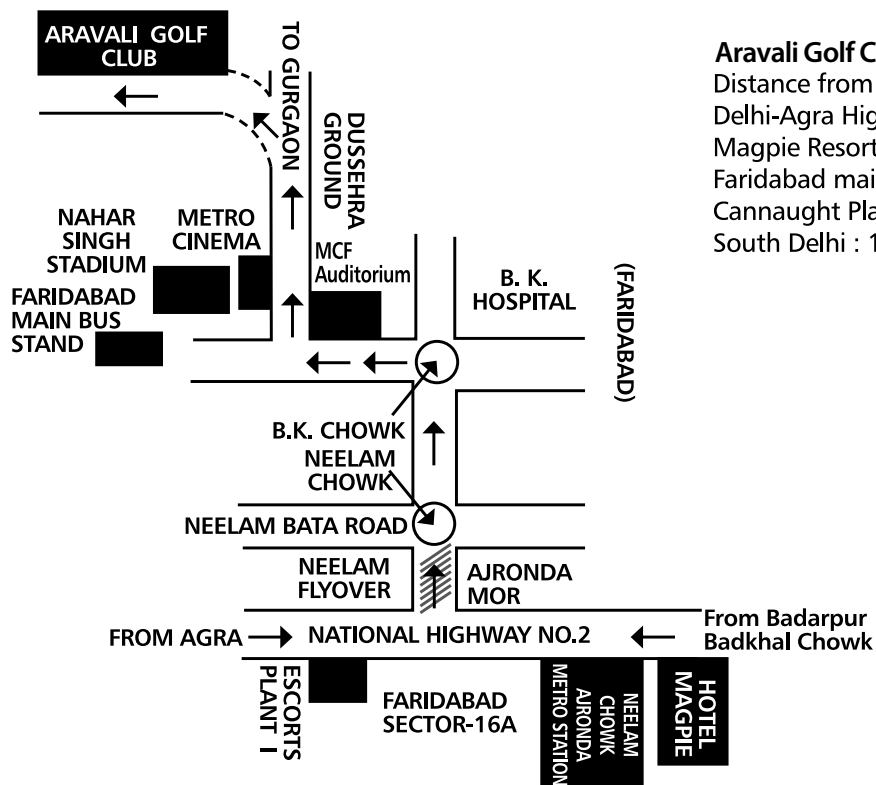 ARAVALI GOLF
CLUB
TO GURGAON
DUSSEHRA
GROUND
Aravali Golf C
Distance from
Delhi-Agra Hig
Magpie Resort
Faridabad mai
Cannaught Pla
South Delhi : 1
NAHAR
SINGH
STADIUM
METRO
CINEMA
MCF
Auditorium
B. K.
HOSPITAL
(FARIDABAD)
FARIDABAD
MAIN BUS
STAND
B.K. CHOWK
NEELAM
CHOWK
NEELAM BATA ROAD
NEELAM
FLYOVER
AJRONDA
MOR
FROM AGRA
NATIONAL HIGHWAY NO.2
From Badarpur
Badkhal Chowk
ESCORTS
PLANT I
FARIDABAD
SECTOR-16A
NEELAM
CHOWK
AJRONDA
METRO STATION
HOTEL
MAGPIE